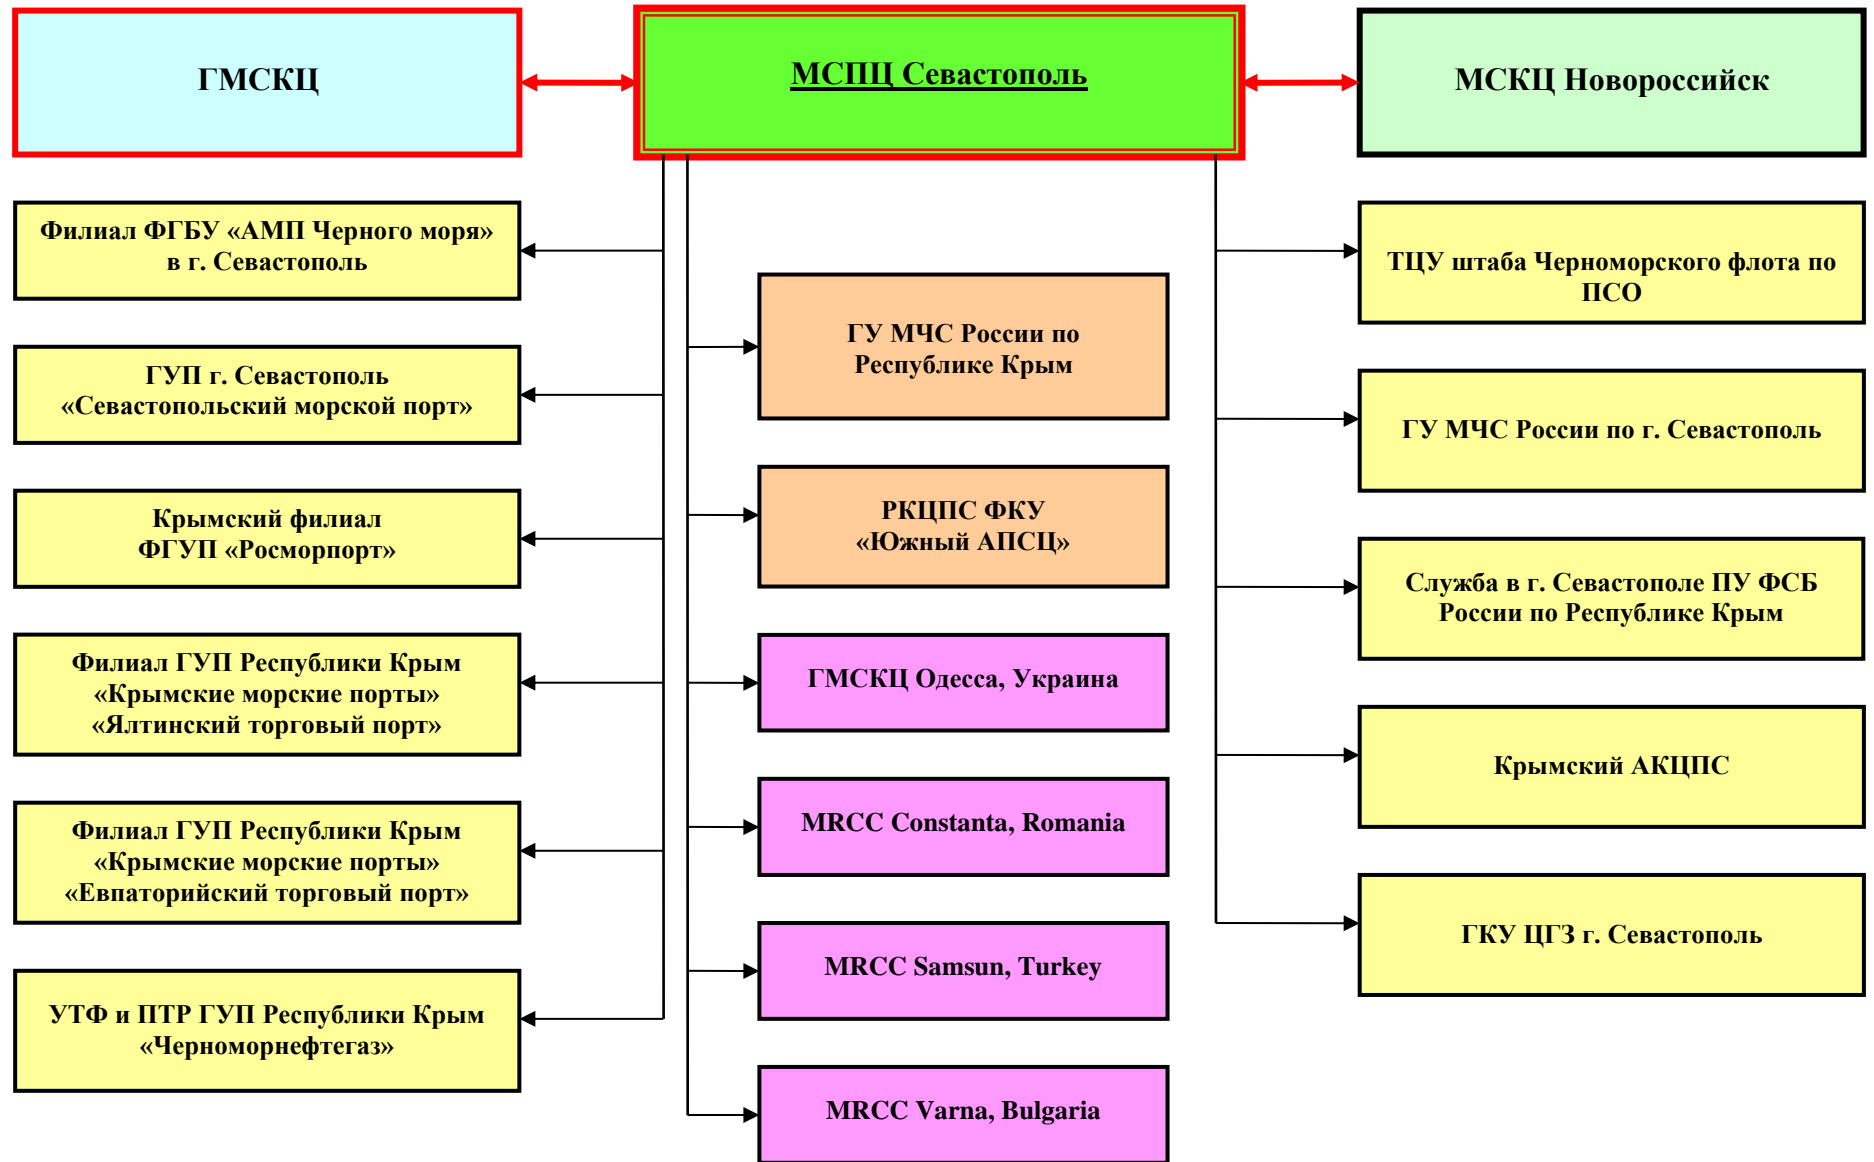 ГМСКЦ
МСПЦ Севастополь
МСКЦ Новороссийск
Филиал ФГБУ «АМП Черного моря»
в г. Севастополь
ГУП г. Севастополь
«Севастопольский морской порт»
Крымский филиал
ФГУП «Росморпорт»
Филиал ГУП Республики Крым
«Крымские морские порты»
«Ялтинский торговый порт»
Филиал ГУП Республики Крым
«Крымские морские порты»
«Евпаторийский торговый порт»
УТФ и ПТР ГУП Республики Крым
«Черноморнефтегаз»
ГУ МЧС России по
Республике Крым
РКЦПС ФКУ
«Южный АПСЦ»
ГМСКЦ Одесса, Украина
MRCC Constanta, Romania
MRCC Samsun, Turkey
MRCC Varna, Bulgaria
ТЦУ штаба Черноморского флота по
ПСО
ГУ МЧС России по г. Севастополь
Служба в г. Севастополе ПУ ФСБ
России по Республике Крым
Крымский АКЦПС
ГКУ ЦГЗ г. Севастополь